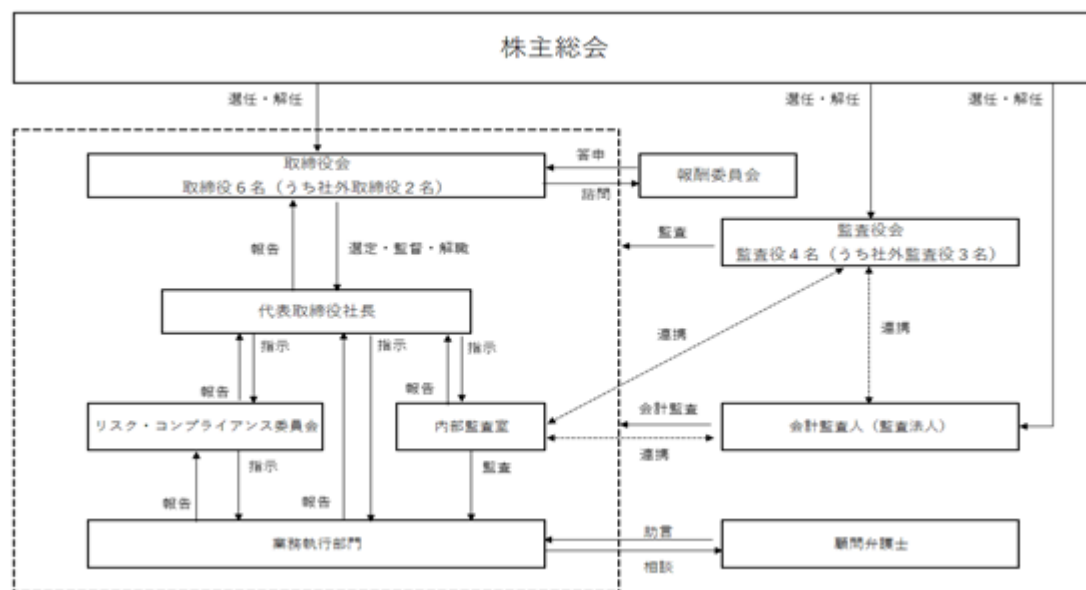 株主総会
選任・解任
選任・解任
選任・解任
取締役会
取締役6名（うち社外取締役2名）
答申
諮問
報酬委員会
監査役会
監査役4名（うち社外監査役3名）
監査
報告
選定・監督・解職
代表取締役社長
連携
連携
指示
指示
指示
報告
報告
リスク・コンプライアンス委員会
内部監査室
会計監査
会計監査人（監査法人）
連携
指示
監査
報告
報告
業務執行部門
助言
相談
顧問弁護士